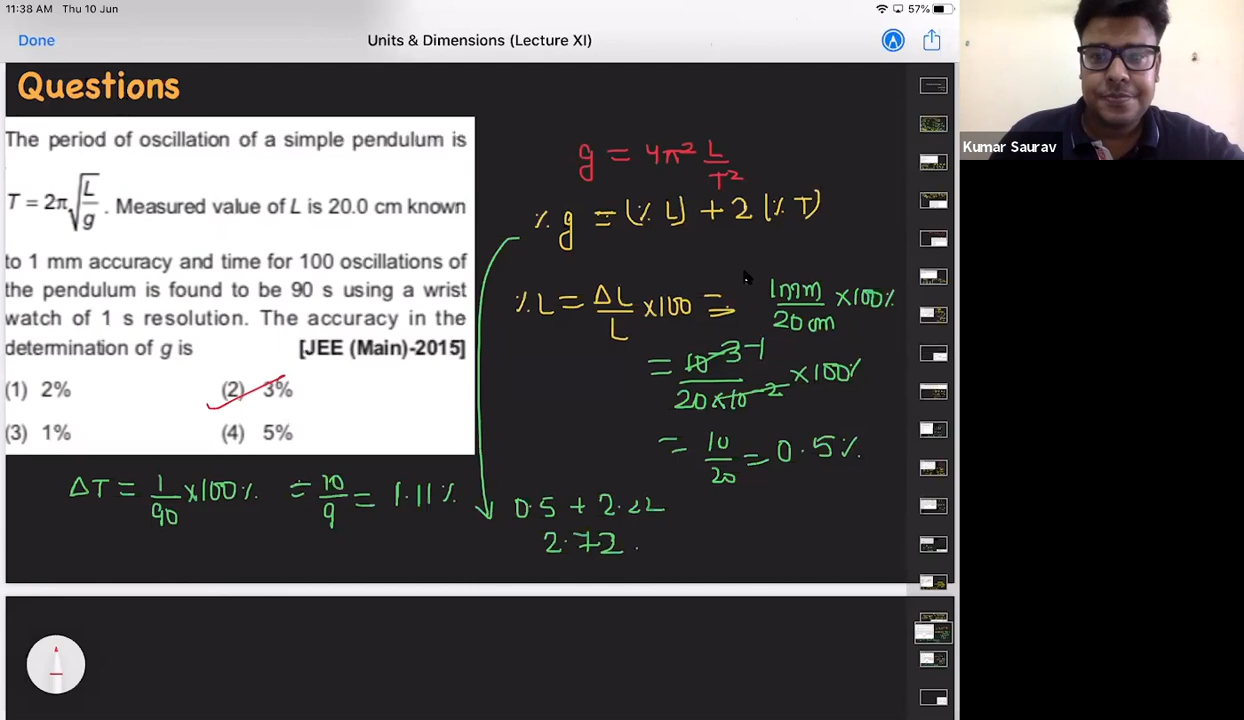 11:38 AM Thu 10 Jun
57%
Done
Units & Dimensions (Lecture XI)
Questions
The period of oscillation of a simple pendulum is
T = 2π√(L/g) . Measured value of L is 20.0 cm known
to 1 mm accuracy and time for 100 oscillations of
the pendulum is found to be 90 s using a wrist
watch of 1 s resolution. The accuracy in the
determination of g is [JEE (Main)-2015]
(1) 2% (2) 3%
(3) 1% (4) 5%
ΔT = 1/90 ×100% = 10/9 = 1.11%
g = 4π² L/T²
% g = (% L) + 2 (% T)
% L = ΔL/L ×100 = 1mm/20cm ×100%
= 10-3 -1/20×10-2 ×100%
= 10/20 = 0.5%
0.5 + 2.22
2.72
Kumar Saurav